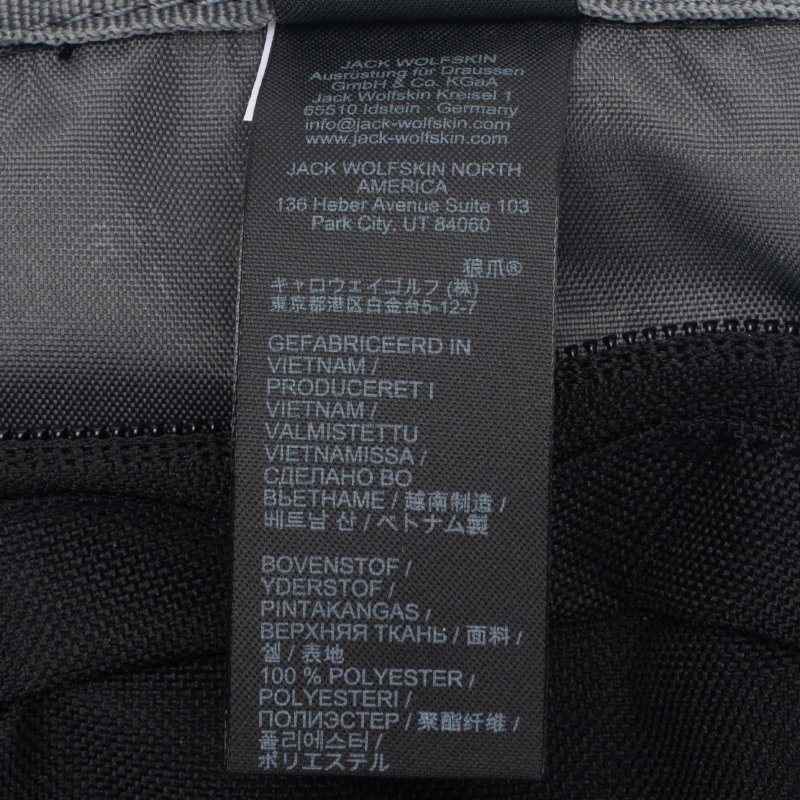 JACK WOLFSKIN
Ausrüstung für Draussen
GmbH & Co. KGaA
Jack Wolfskin Kreisel 1
65510 Idstein Germany
info@jack-wolfskin.com
www.jack-wolfskin.com
JACK WOLFSKIN NORTH
AMERICA
136 Heber Avenue Suite 103
Park City, UT 84060
狼爪®
キャロウェイゴルフ (株)
東京都港区白金台5-12-7
GEFABRICEERD IN
VIETNAM /
PRODUCERET I
VIETNAM /
VALMISTETTU
VIETNAMISSA /
СДЕЛАНО ВО
ВЬЕТНАМЕ / 越南制造 /
베트남 산 / ベトナム製
BOVENSTOF /
YDERSTOF /
PINTAKANGAS /
ВЕРХНЯЯ ТКАНЬ / 面料 /
쉘 / 表地
100 % POLYESTER /
POLYESTERI /
ПОЛИЭСТЕР / 聚酯纤维 /
폴리에스터 /
ポリエステル